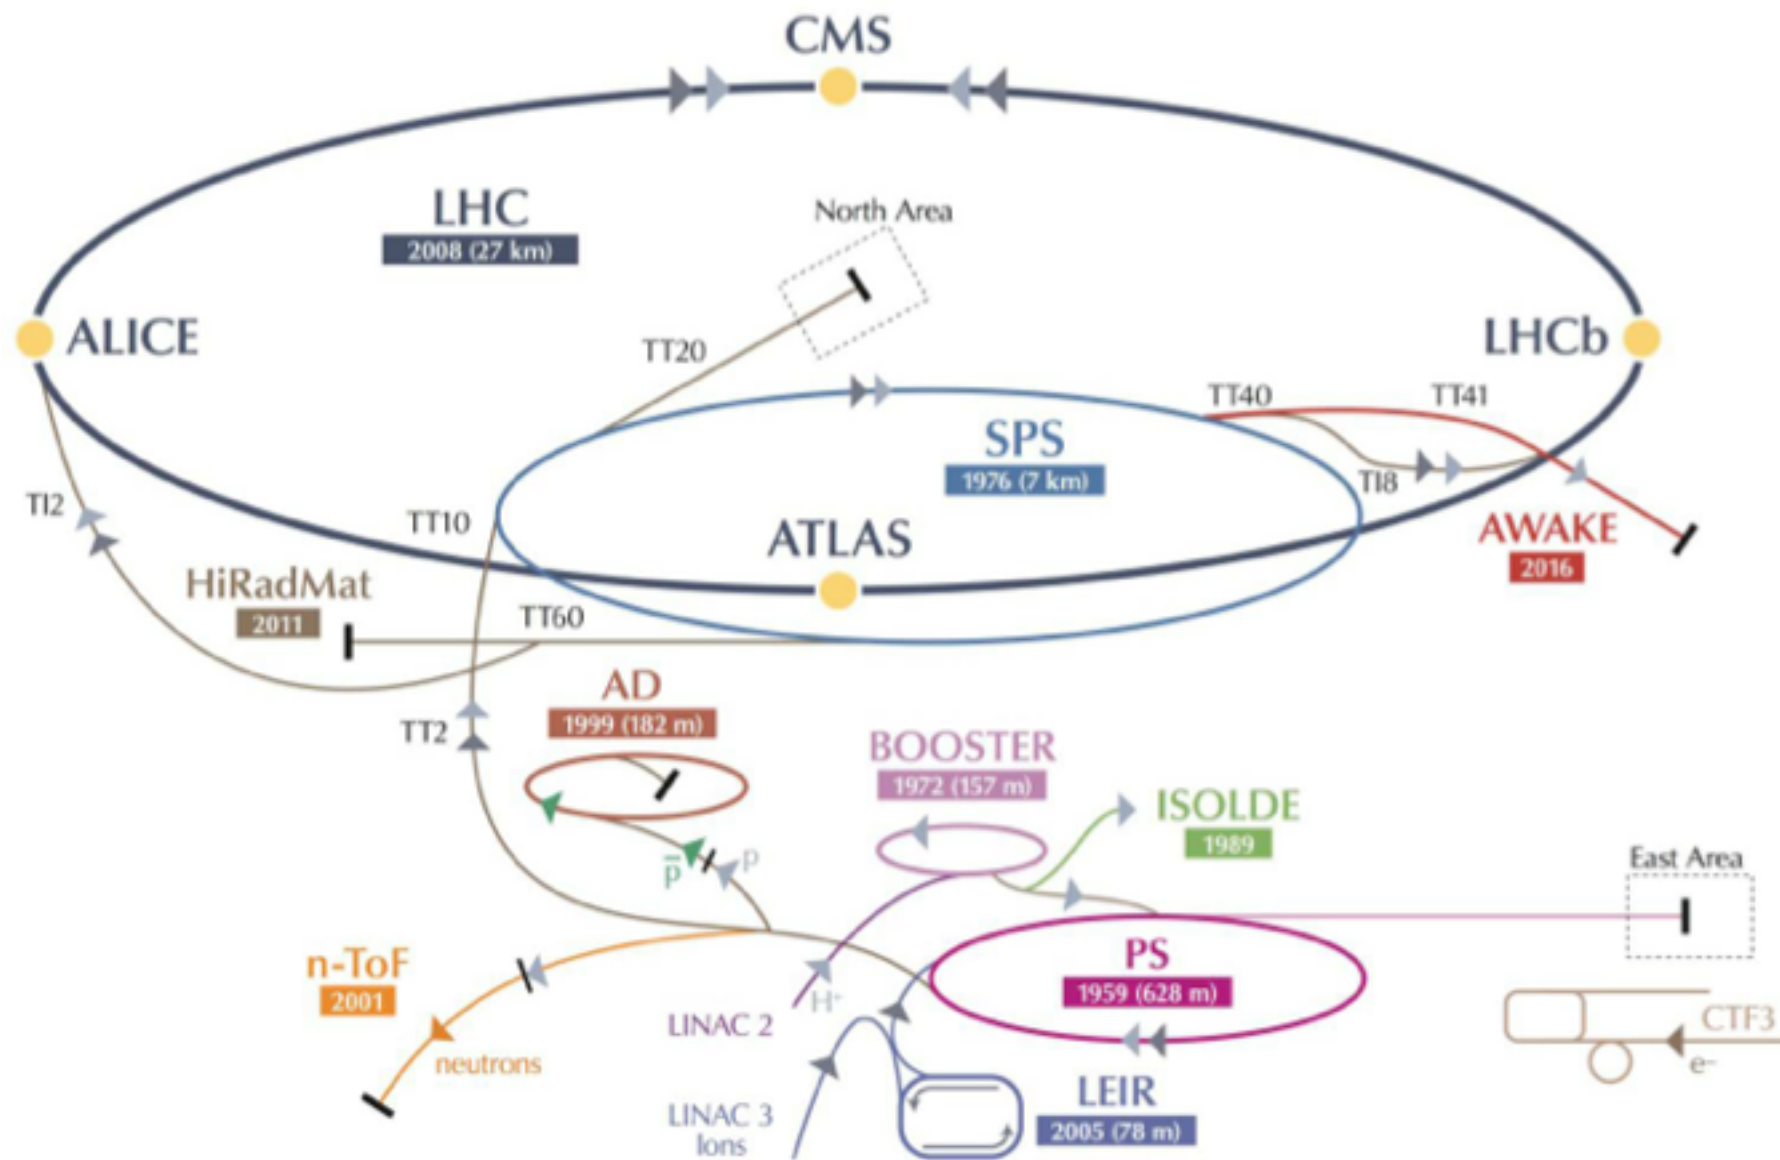 CMS
LHC
2008 (27 km)
North Area
ALICE
LHCb
TT20
TT40
TT41
SPS
1976 (7 km)
TI2
TI8
TT10
ATLAS
AWAKE
2016
HiRadMat
2011
TT60
AD
1999 (182 m)
TT2
BOOSTER
1972 (157 m)
ISOLDE
1989
p̄
p
East Area
n-ToF
2001
PS
1959 (628 m)
H⁺
LINAC 2
neutrons
CTF3
e–
LEIR
2005 (78 m)
LINAC 3
Ions